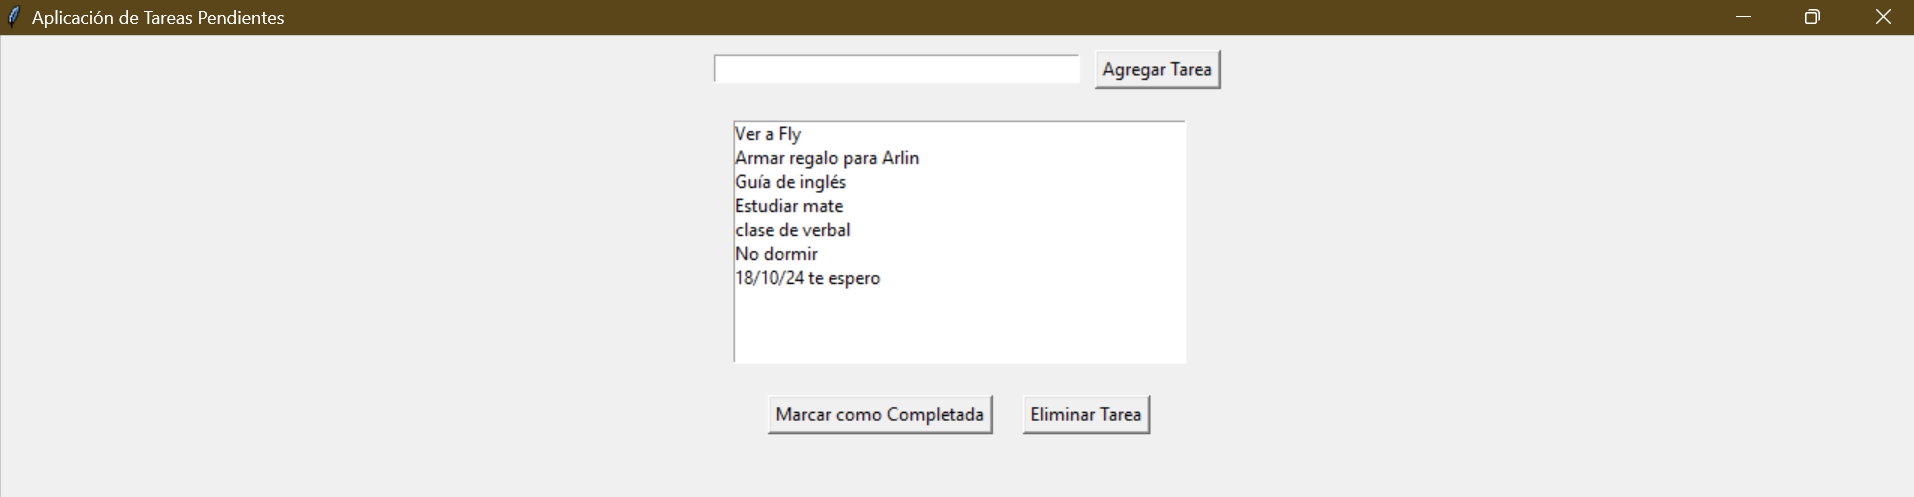 Aplicación de Tareas Pendientes
Agregar Tarea
Ver a Fly
Armar regalo para Arlin
Guía de inglés
Estudiar mate
clase de verbal
No dormir
18/10/24 te espero
Marcar como Completada
Eliminar Tarea